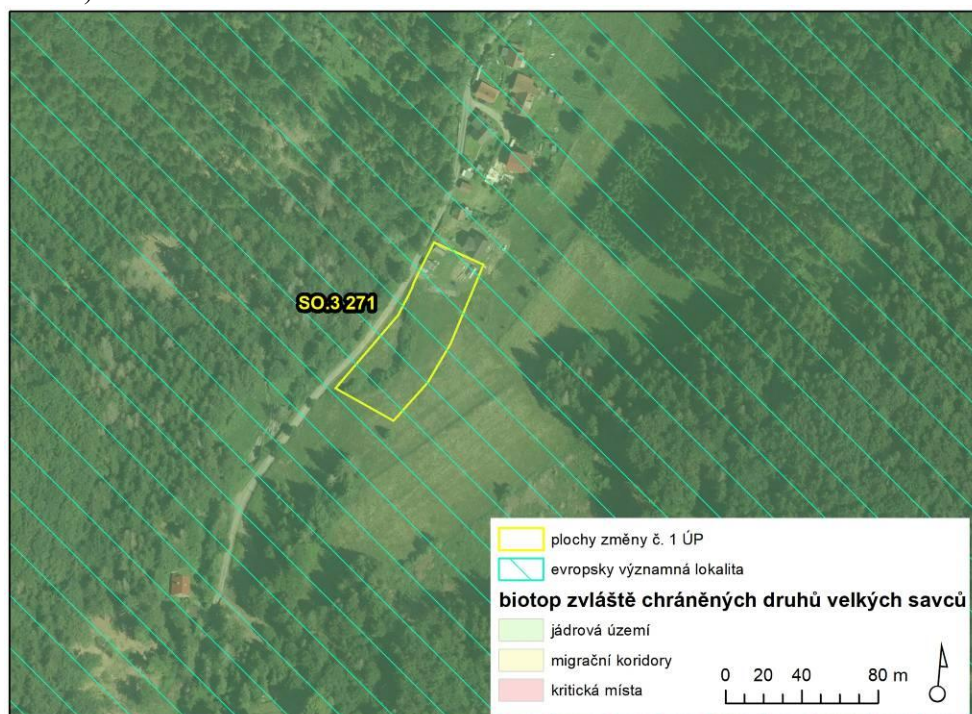 SO.3 271
plochy změny č. 1 ÚP
evropsky významná lokalita
biotop zvláště chráněných druhů velkých savců
jádrová území
migrační koridory
kritická místa
0 20 40 80 m